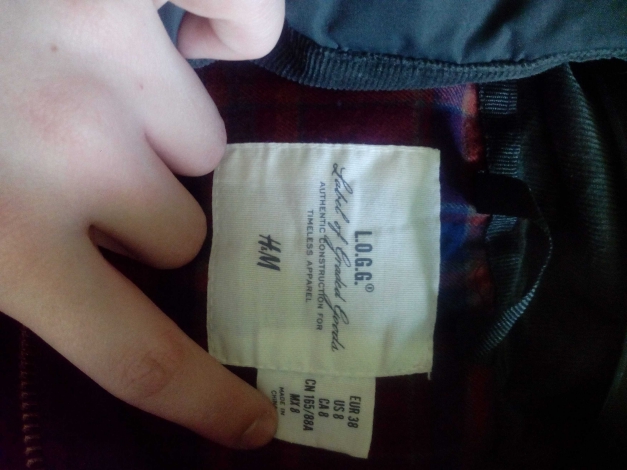 L.O.G.G.®
Label of Graded Goods
AUTHENTIC CONSTRUCTION FOR
TIMELESS APPAREL
H&M
EUR 38
US 8
CA 8
CN 165/88A
MX 8
MADE IN
CHINA